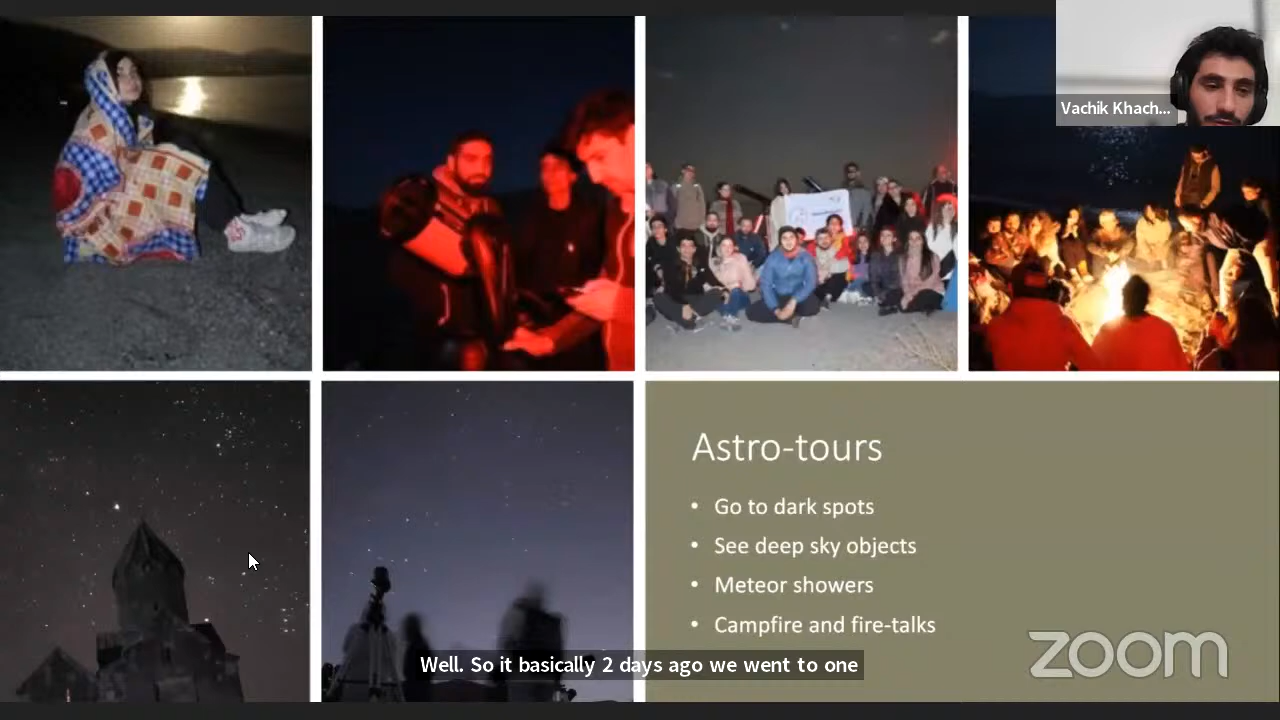 Vachik Khach...
Astro-tours
• Go to dark spots
• See deep sky objects
• Meteor showers
• Campfire and fire-talks
zoom
Well. So it basically 2 days ago we went to one